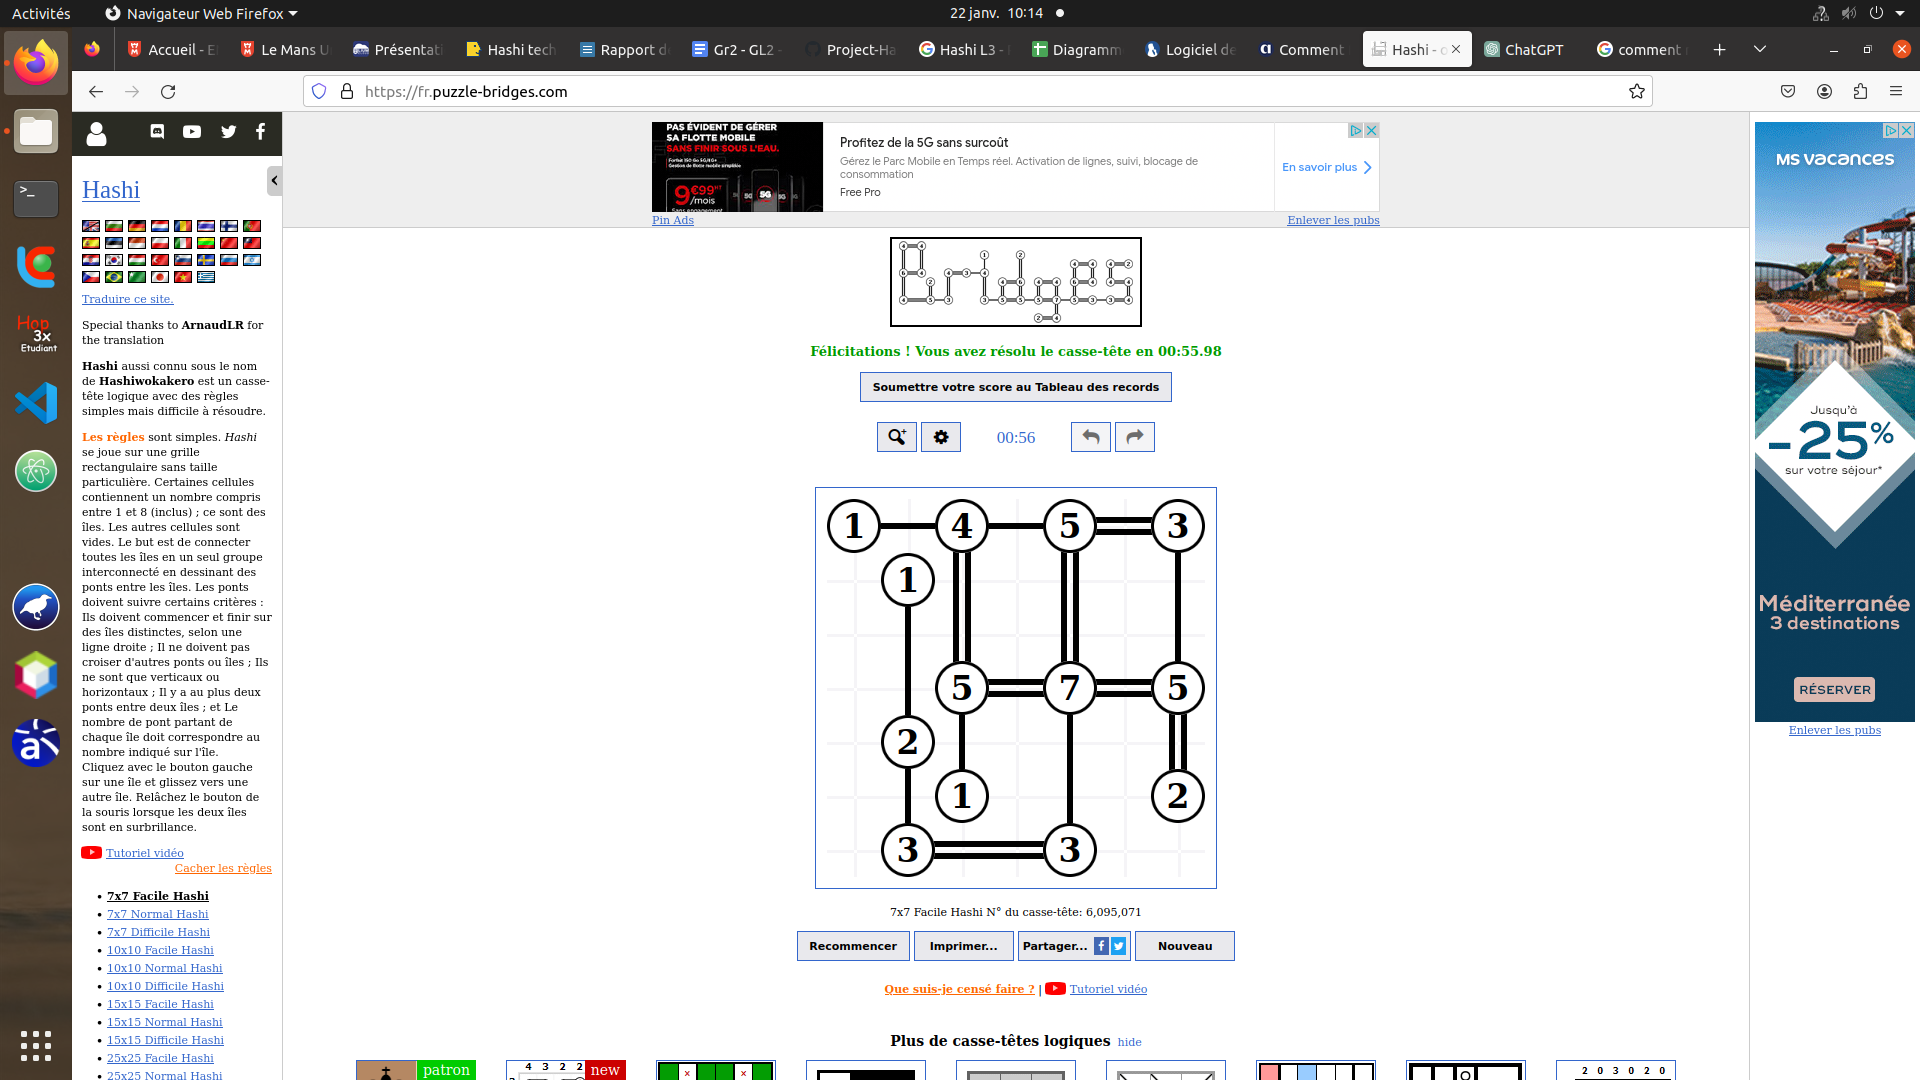 Activités
Navigateur Web Firefox
22 janv. 10:14
Accueil - E
Le Mans U
Présentati
Hashi tech
Rapport d
Gr2 - GL2 -
Project-Ha
Hashi L3 -
Diagramm
Logiciel de
Comment
Hashi - o
ChatGPT
comment
https://fr.puzzle-bridges.com
PAS ÉVIDENT DE GÉRER
SA FLOTTE MOBILE
SANS FINIR SOUS L'EAU.
9€99HT
/mois
5G
Profitez de la 5G sans surcoût
Gérez le Parc Mobile en Temps réel. Activation de lignes, suivi, blocage de
consommation
Free Pro
En savoir plus
Pin Ads
Enlever les pubs
Hashi
Traduire ce site.
Special thanks to ArnaudLR for
the translation
Hashi aussi connu sous le nom
de Hashiwokakero est un casse-
tête logique avec des règles
simples mais difficile à résoudre.
Les règles sont simples. Hashi
se joue sur une grille
rectangulaire sans taille
particulière. Certaines cellules
contiennent un nombre compris
entre 1 et 8 (inclus) ; ce sont des
îles. Les autres cellules sont
vides. Le but est de connecter
toutes les îles en un seul groupe
interconnecté en dessinant des
ponts entre les îles. Les ponts
doivent suivre certains critères :
Ils doivent commencer et finir sur
des îles distinctes, selon une
ligne droite ; Il ne doivent pas
croiser d'autres ponts ou îles ; Ils
ne sont que verticaux ou
horizontaux ; Il y a au plus deux
ponts entre deux îles ; et Le
nombre de pont partant de
chaque île doit correspondre au
nombre indiqué sur l'île.
Cliquez avec le bouton gauche
sur une île et glissez vers une
autre île. Relâchez le bouton de
la souris lorsque les deux îles
sont en surbrillance.
Tutoriel vidéo
Cacher les règles
7x7 Facile Hashi
7x7 Normal Hashi
7x7 Difficile Hashi
10x10 Facile Hashi
10x10 Normal Hashi
10x10 Difficile Hashi
15x15 Facile Hashi
15x15 Normal Hashi
15x15 Difficile Hashi
25x25 Facile Hashi
25x25 Normal Hashi
Félicitations ! Vous avez résolu le casse-tête en 00:55.98
Soumettre votre score au Tableau des records
00:56
1 4 5 3
1
5 7 5
2
1 2
3 3
7x7 Facile Hashi N° du casse-tête: 6,095,071
Recommencer
Imprimer...
Partager...
Nouveau
Que suis-je censé faire ? | Tutoriel vidéo
Plus de casse-têtes logiques hide
patron
4 3 2 2
new
2 0 3 0 2 0
MS vacances
Jusqu'à
-25%
sur votre séjour*
Méditerranée
3 destinations
RÉSERVER
Enlever les pubs
Hop
3x
Etudiant